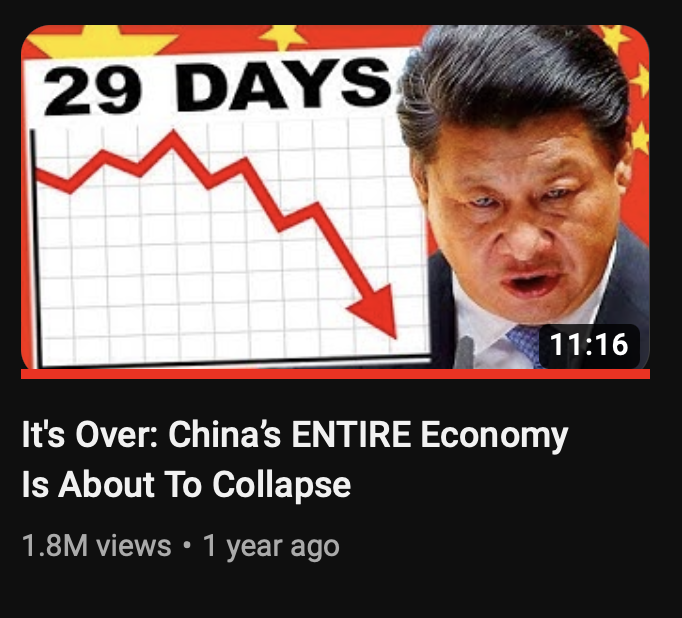 29 DAYS
11:16
It's Over: China’s ENTIRE Economy
Is About To Collapse
1.8M views • 1 year ago